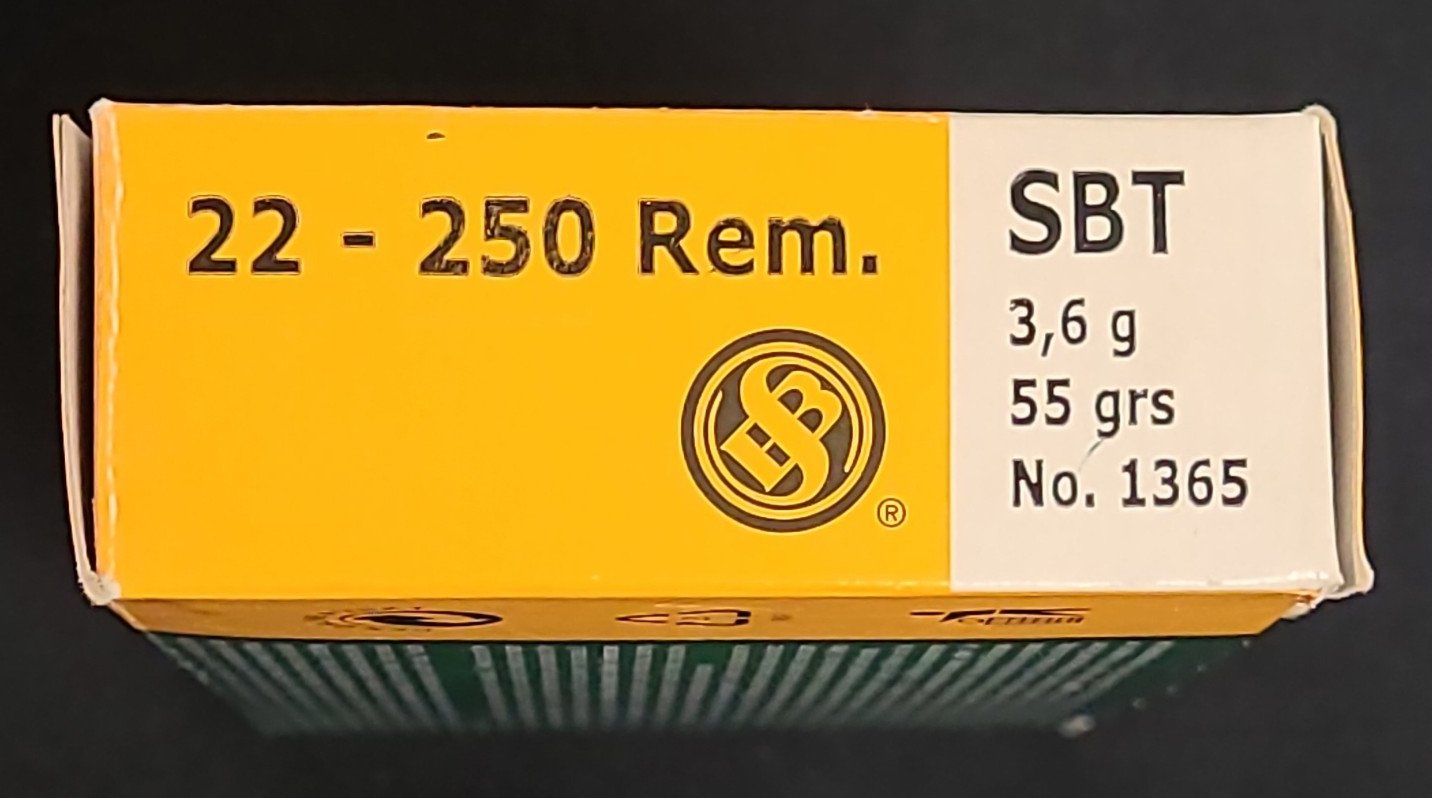 22 - 250 Rem.
SBT
3,6 g
55 grs
No. 1365
®